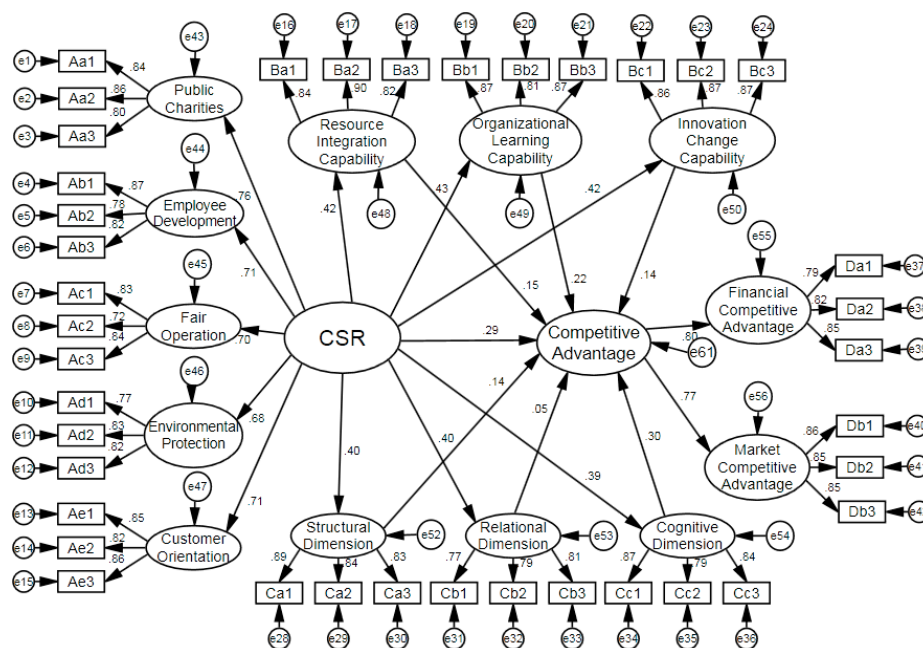 e16
e17
e18
e19
e20
e21
e22
e23
e24
Ba1
Ba2
Ba3
Bb1
Bb2
Bb3
Bc1
Bc2
Bc3
.84
.90
.82
.87
.81
.87
.86
.87
.87
Resource
Integration
Capability
Organizational
Learning
Capability
Innovation
Change
Capability
e48
e49
e50
e43
e1
Aa1
.84
e2
Aa2
.86
e3
Aa3
.80
Public
Charities
e44
e4
Ab1
.87
e5
Ab2
.78
e6
Ab3
.82
Employee
Development
e45
e7
Ac1
.83
e8
Ac2
.72
e9
Ac3
.84
Fair
Operation
e46
e10
Ad1
.77
e11
Ad2
.83
e12
Ad3
.82
Environmental
Protection
e47
e13
Ae1
.85
e14
Ae2
.82
e15
Ae3
.86
Customer
Orientation
.76
.71
.70
.68
.71
CSR
.42
.43
.42
.15
.22
.14
.29
.14
.05
.30
.40
.40
.39
Competitive
Advantage
e61
.80
.77
e55
Financial
Competitive
Advantage
.79
Da1
e37
.82
Da2
.85
Da3
e56
Market
Competitive
Advantage
.86
Db1
.85
Db2
.85
Db3
Structural
Dimension
e52
Relational
Dimension
e53
Cognitive
Dimension
e54
.89
.84
.83
.77
.79
.81
.87
.79
.84
Ca1
Ca2
Ca3
Cb1
Cb2
Cb3
Cc1
Cc2
Cc3
e28
e29
e30
e31
e32
e33
e34
e35
e36